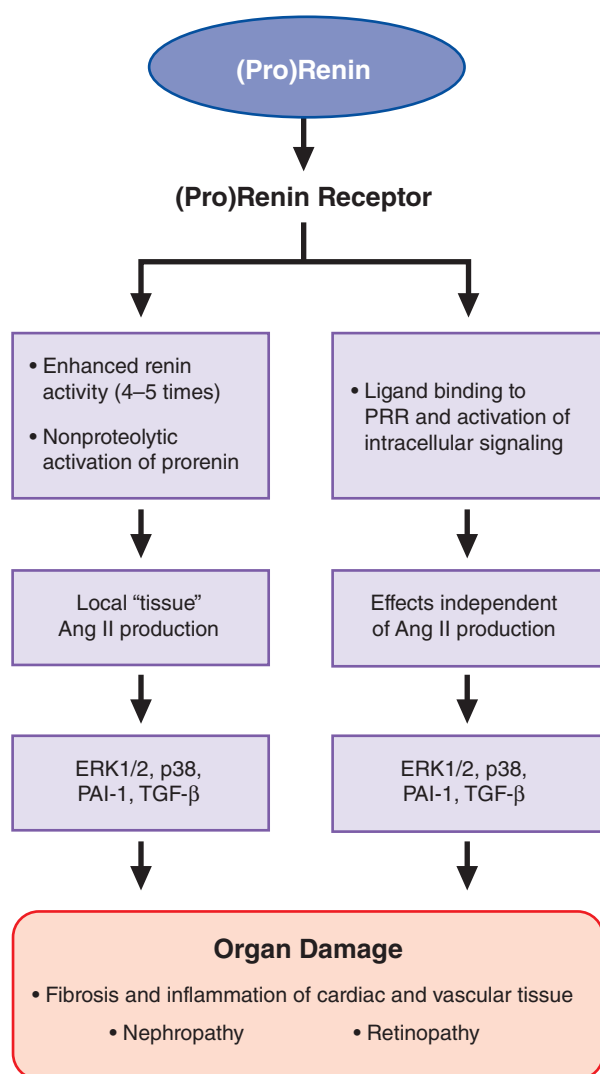 (Pro)Renin
(Pro)Renin Receptor
• Enhanced renin
activity (4–5 times)
• Nonproteolytic
activation of prorenin
• Ligand binding to
PRR and activation of
intracellular signaling
Local “tissue”
Ang II production
Effects independent
of Ang II production
ERK1/2, p38,
PAI-1, TGF-β
ERK1/2, p38,
PAI-1, TGF-β
Organ Damage
• Fibrosis and inflammation of cardiac and vascular tissue
• Nephropathy • Retinopathy